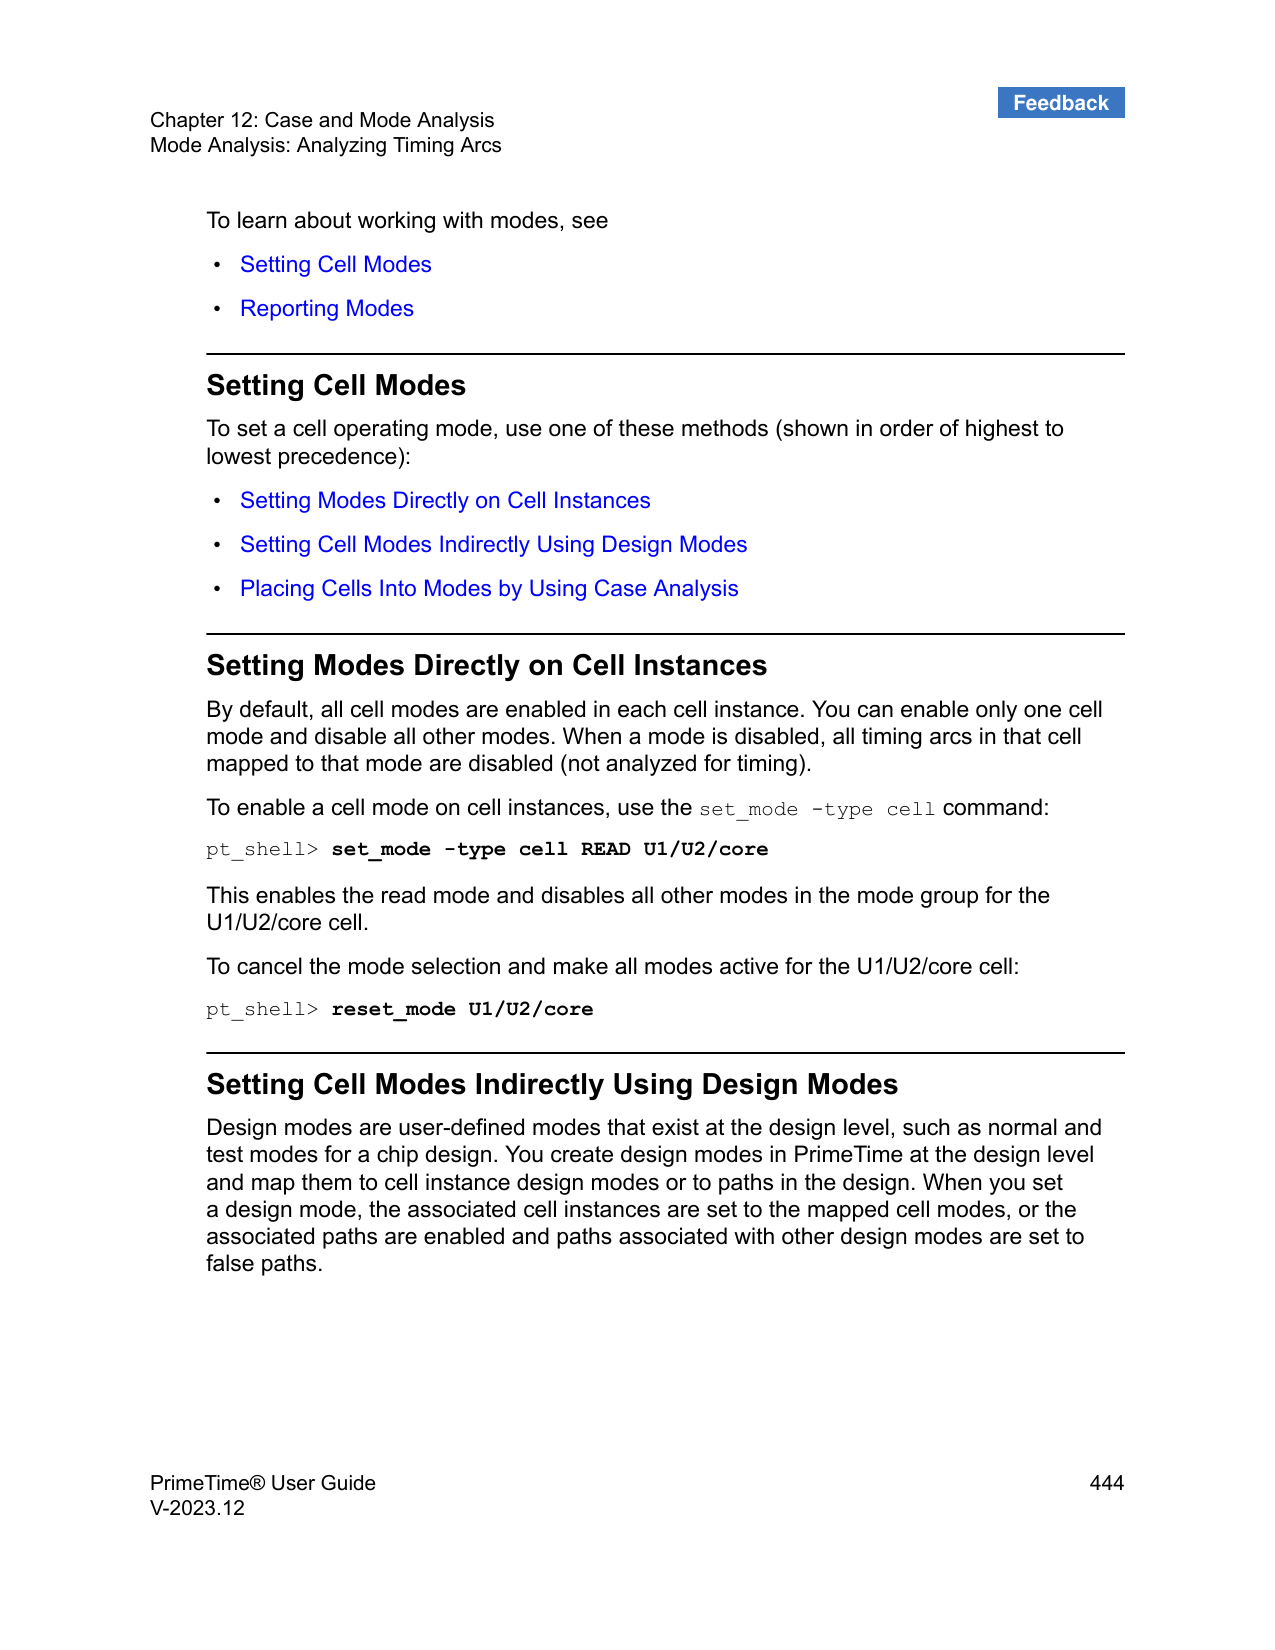 Feedback
Chapter 12: Case and Mode Analysis
Mode Analysis: Analyzing Timing Arcs
To learn about working with modes, see
• Setting Cell Modes
• Reporting Modes
Setting Cell Modes
To set a cell operating mode, use one of these methods (shown in order of highest to
lowest precedence):
• Setting Modes Directly on Cell Instances
• Setting Cell Modes Indirectly Using Design Modes
• Placing Cells Into Modes by Using Case Analysis
Setting Modes Directly on Cell Instances
By default, all cell modes are enabled in each cell instance. You can enable only one cell
mode and disable all other modes. When a mode is disabled, all timing arcs in that cell
mapped to that mode are disabled (not analyzed for timing).
To enable a cell mode on cell instances, use the set_mode -type cell command:
pt_shell> set_mode -type cell READ U1/U2/core
This enables the read mode and disables all other modes in the mode group for the
U1/U2/core cell.
To cancel the mode selection and make all modes active for the U1/U2/core cell:
pt_shell> reset_mode U1/U2/core
Setting Cell Modes Indirectly Using Design Modes
Design modes are user-defined modes that exist at the design level, such as normal and
test modes for a chip design. You create design modes in PrimeTime at the design level
and map them to cell instance design modes or to paths in the design. When you set
a design mode, the associated cell instances are set to the mapped cell modes, or the
associated paths are enabled and paths associated with other design modes are set to
false paths.
PrimeTime® User Guide 444
V-2023.12